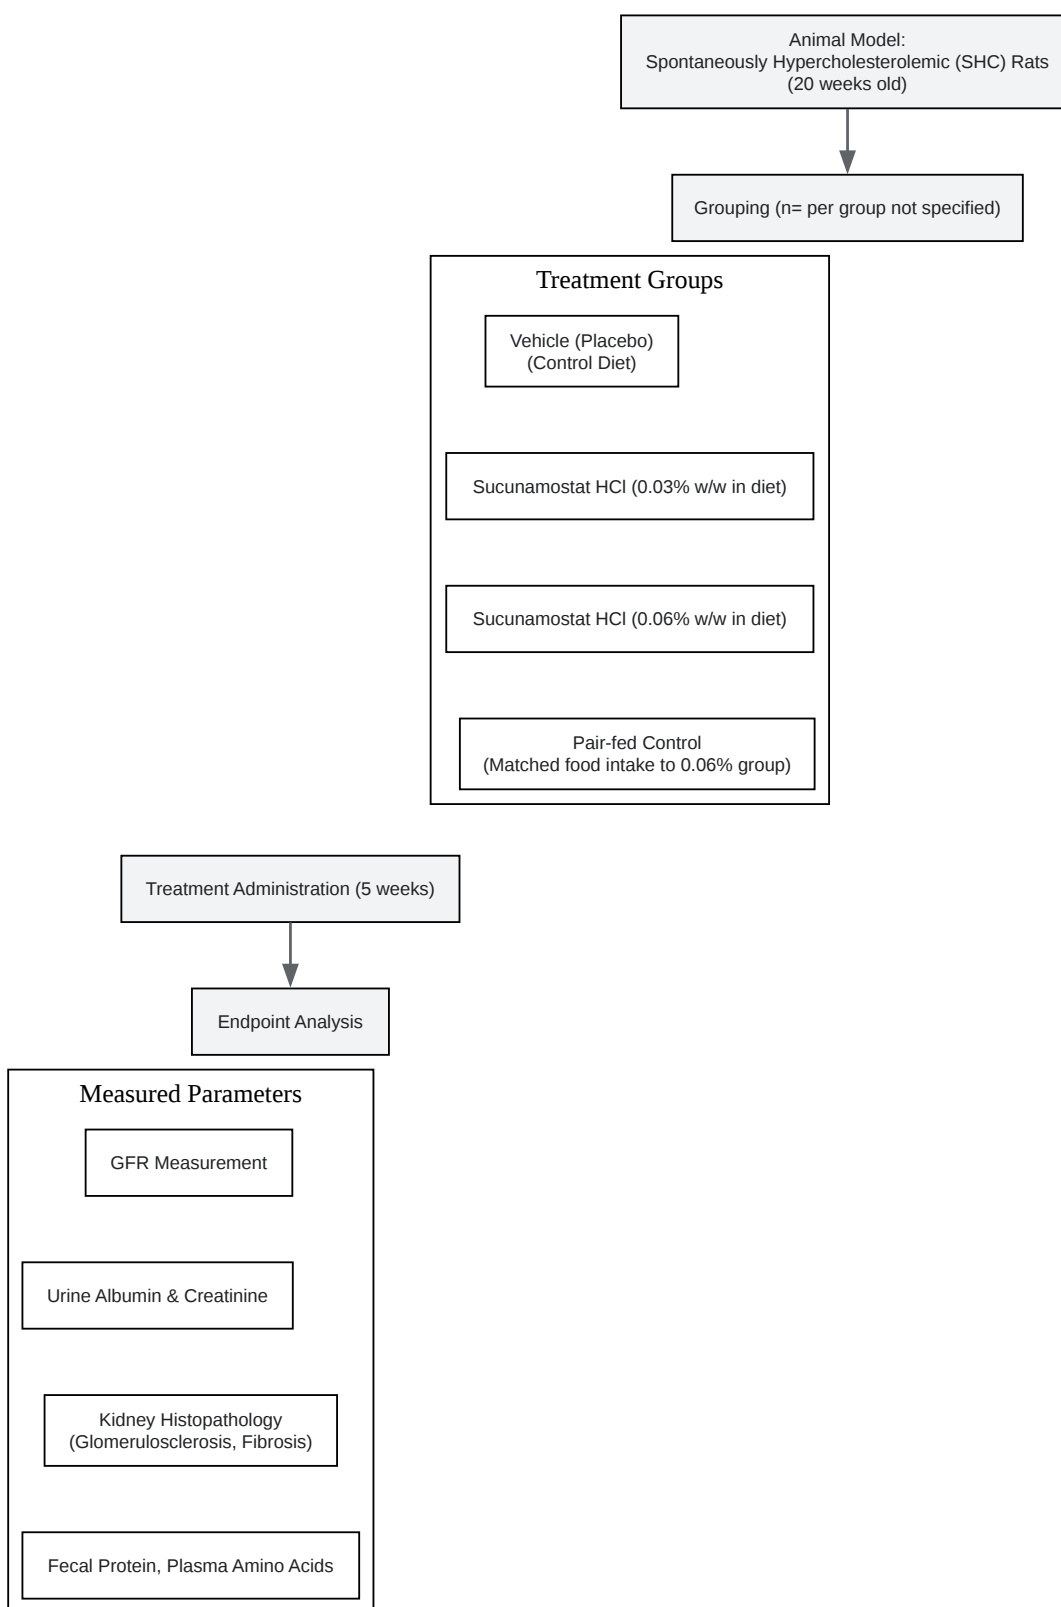 Animal Model:
Spontaneously Hypercholesterolemic (SHC) Rats
(20 weeks old)
Grouping (n= per group not specified)
Treatment Groups
Vehicle (Placebo)
(Control Diet)
Sucunamostat HCl (0.03% w/w in diet)
Sucunamostat HCl (0.06% w/w in diet)
Pair-fed Control
(Matched food intake to 0.06% group)
Treatment Administration (5 weeks)
Endpoint Analysis
Measured Parameters
GFR Measurement
Urine Albumin & Creatinine
Kidney Histopathology
(Glomerulosclerosis, Fibrosis)
Fecal Protein, Plasma Amino Acids